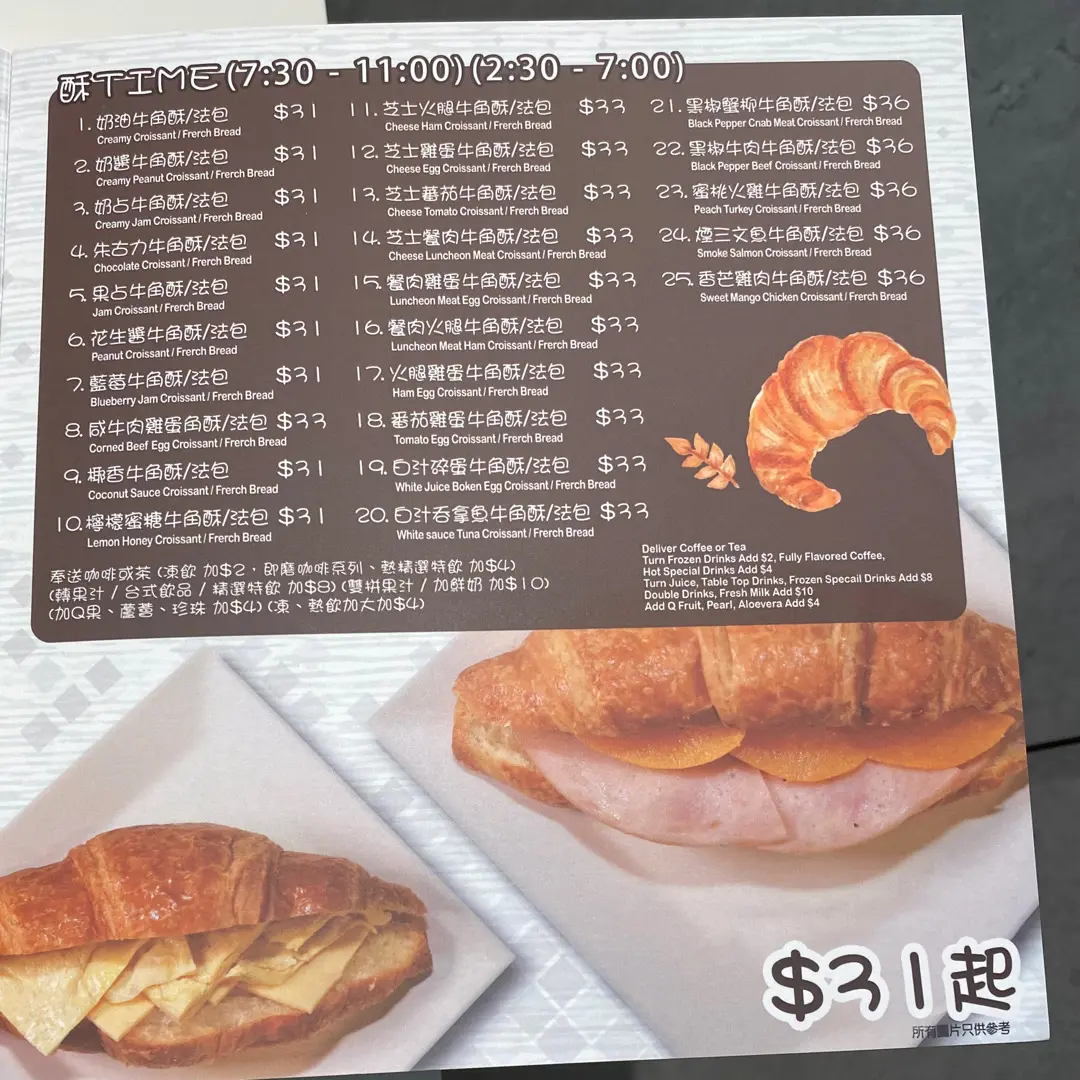 酥TIME (7:30 - 11:00) (2:30 - 7:00)
1. 奶油牛角酥/法包 $31
Creamy Croissant / Frerch Bread
2. 奶醬牛角酥/法包 $31
Creamy Peanut Croissant / Frerch Bread
3. 奶占牛角酥/法包 $31
Creamy Jam Croissant / Frerch Bread
4. 朱古力牛角酥/法包 $31
Chocolate Croissant / Frerch Bread
5. 果占牛角酥/法包 $31
Jam Croissant / Frerch Bread
6. 花生醬牛角酥/法包 $31
Peanut Croissant / Frerch Bread
7. 藍莓牛角酥/法包 $31
Blueberry Jam Croissant / Frerch Bread
8. 咸牛肉雞蛋角酥/法包 $33
Corned Beef Egg Croissant / Frerch Bread
9. 椰香牛角酥/法包 $31
Coconut Sauce Croissant / Frerch Bread
10. 檸檬蜜糖牛角酥/法包 $31
Lemon Honey Croissant / Frerch Bread
11. 芝士火腿牛角酥/法包 $33
Cheese Ham Croissant / Frerch Bread
12. 芝士雞蛋牛角酥/法包 $33
Cheese Egg Croissant / Frerch Bread
13. 芝士蕃茄牛角酥/法包 $33
Cheese Tomato Croissant / Frerch Bread
14. 芝士餐肉牛角酥/法包 $33
Cheese Luncheon Meat Croissant / Frerch Bread
15. 餐肉雞蛋牛角酥/法包 $33
Luncheon Meat Egg Croissant / Frerch Bread
16. 餐肉火腿牛角酥/法包 $33
Luncheon Meat Ham Croissant / Frerch Bread
17. 火腿雞蛋牛角酥/法包 $33
Ham Egg Croissant / Frerch Bread
18. 番茄雞蛋牛角酥/法包 $33
Tomato Egg Croissant / Frerch Bread
19. 白汁碎蛋牛角酥/法包 $33
White Juice Boken Egg Croissant / Frerch Bread
20. 白汁吞拿魚牛角酥/法包 $33
White sauce Tuna Croissant / Frerch Bread
21. 黑椒蟹柳牛角酥/法包 $36
Black Pepper Cnab Meat Croissant / Frerch Bread
22. 黑椒牛肉牛角酥/法包 $36
Black Pepper Beef Croissant / Frerch Bread
23. 蜜桃火雞牛角酥/法包 $36
Peach Turkey Croissant / Frerch Bread
24. 煙三文魚牛角酥/法包 $36
Smoke Salmon Croissant / Frerch Bread
25. 香芒雞肉牛角酥/法包 $36
Sweet Mango Chicken Croissant / Frerch Bread
奉送咖啡或茶 (凍飲 加$2，即磨咖啡系列、熱精選特飲 加$4)
(轉果汁 / 台式飲品 / 精選特飲 加$8) (雙拼果汁 / 加鮮奶 加$10)
(加Q果、蘆薈、珍珠 加$4) (凍、熱飲加大加$4)
Deliver Coffee or Tea
Turn Frozen Drinks Add $2, Fully Flavored Coffee,
Hot Special Drinks Add $4
Turn Juice, Table Top Drinks, Frozen Specail Drinks Add $8
Double Drinks, Fresh Milk Add $10
Add Q Fruit, Pearl, Aloevera Add $4
$31起
所有圖片只供參考